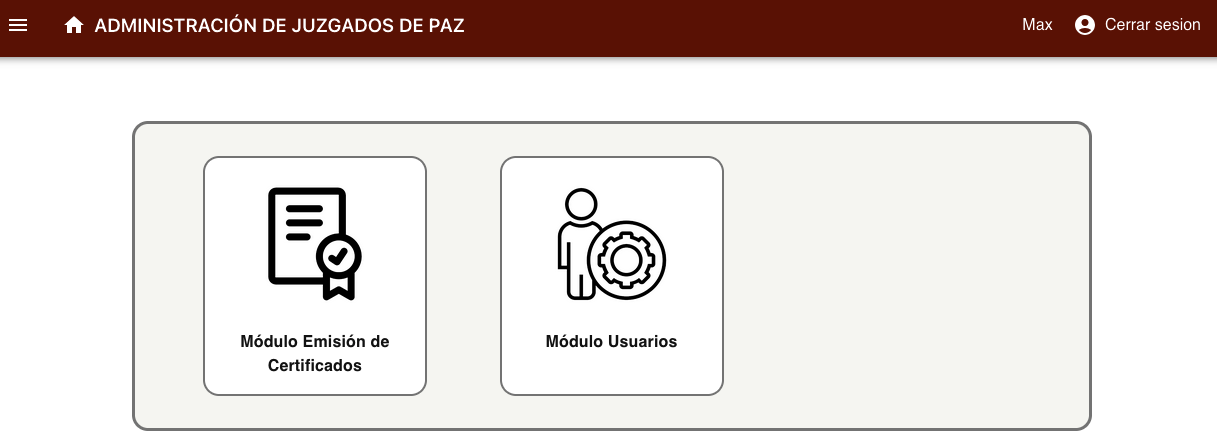 ADMINISTRACIÓN DE JUZGADOS DE PAZ
Max
Cerrar sesion
Módulo Emisión de
Certificados
Módulo Usuarios